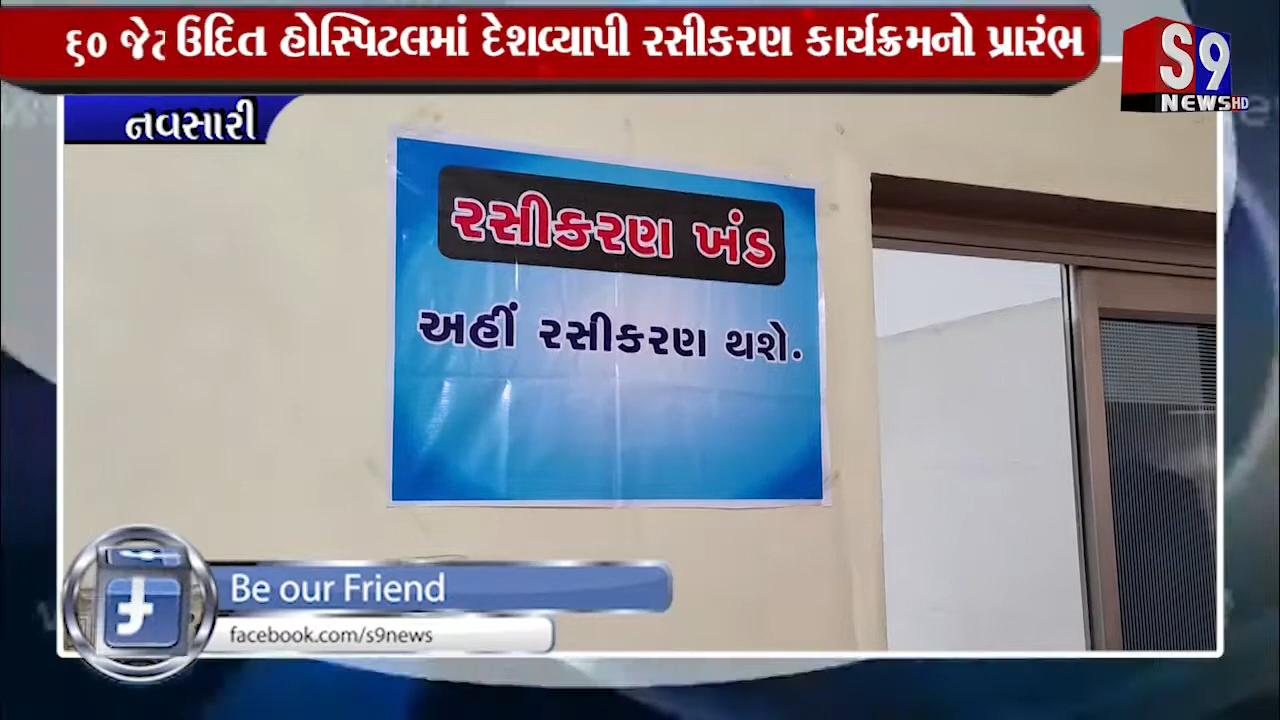 ૬૦ ઉદિત હોસ્પિટલમાં દેશવ્યાપી રસીકરણ કાર્યક્રમનો પ્રારંભ
S9
NEWS HD
નવસારી
રસીકરણ ખંડ
અહીં રસીકરણ થશે.
Be our Friend
facebook.com/s9news